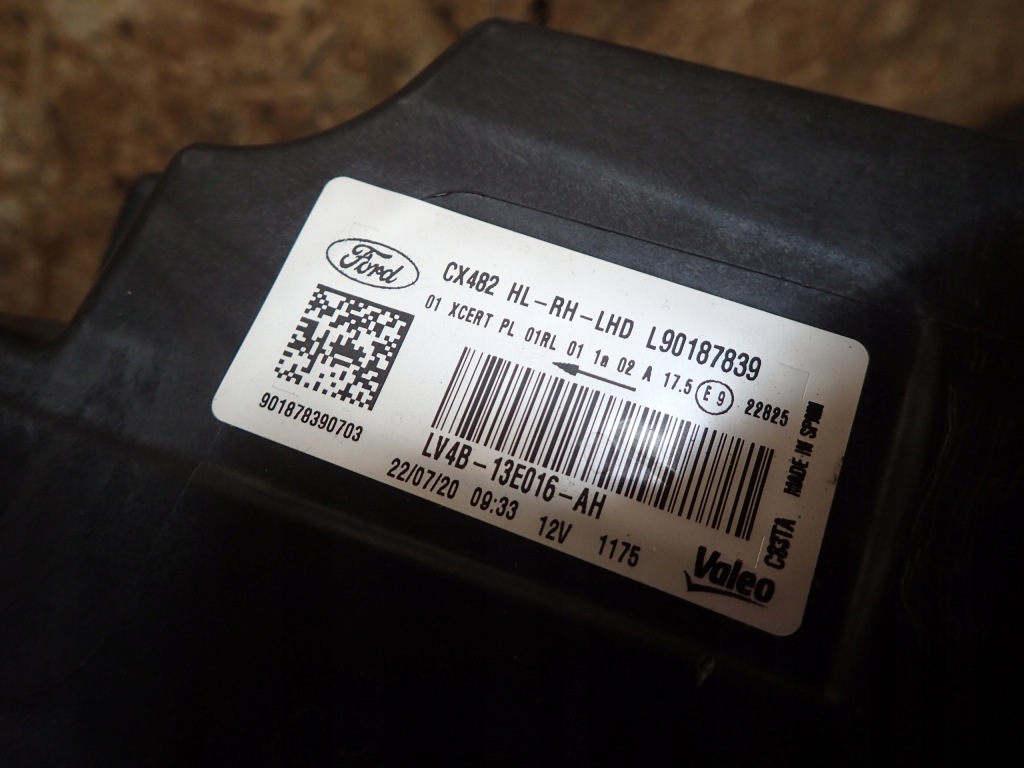 Ford
CX482 HL-RH-LHD L90187839
01 XCERT PL 01RL 01 1a 02 A 17.5 E9 22825
901878390703
LV4B-13E016-AH
22/07/20 09:33 12V 1175
Valeo
C83TA MADE IN SPAIN